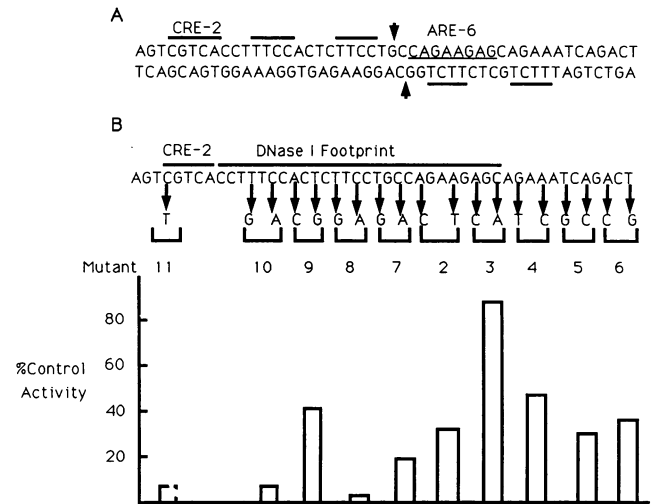 A
CRE-2 ARE-6
AGTCGTCACCTTTCCACTCTTCCTGCCAGAAGAGCAGAAATCAGACT
TCAGCAGTGGAAAGGTGAGAAGGACGGTCTTCTCGTCTTTAGTCTGA
B
CRE-2 DNase I Footprint
AGTCGTCACCTTTCCACTCTTCCTGCCAGAAGAGCAGAAATCAGACT
T G A C G G A G A C T C A T C G C C G
Mutant 11 10 9 8 7 2 3 4 5 6
80
60
%Control
Activity
40
20